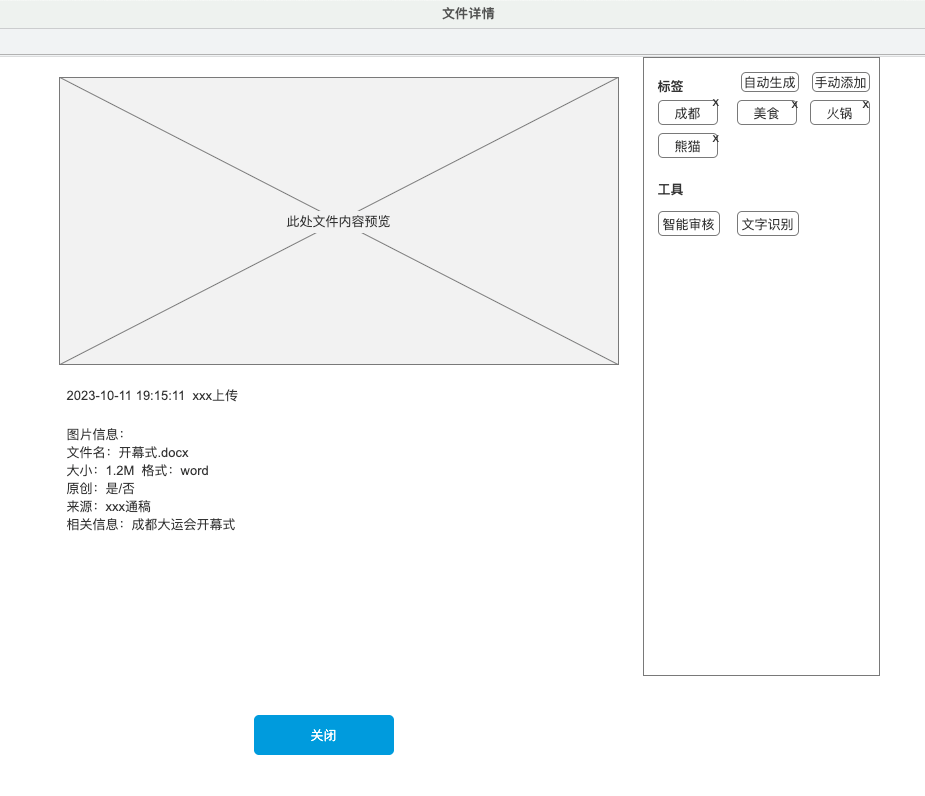 文件详情
此处文件内容预览
2023-10-11 19:15:11  xxx上传
图片信息：
文件名：开幕式.docx
大小：1.2M  格式：word
原创：是/否
来源：xxx通稿
相关信息：成都大运会开幕式
关闭
标签 自动生成 手动添加
成都 x 美食 x 火锅 x
熊猫 x
工具
智能审核 文字识别